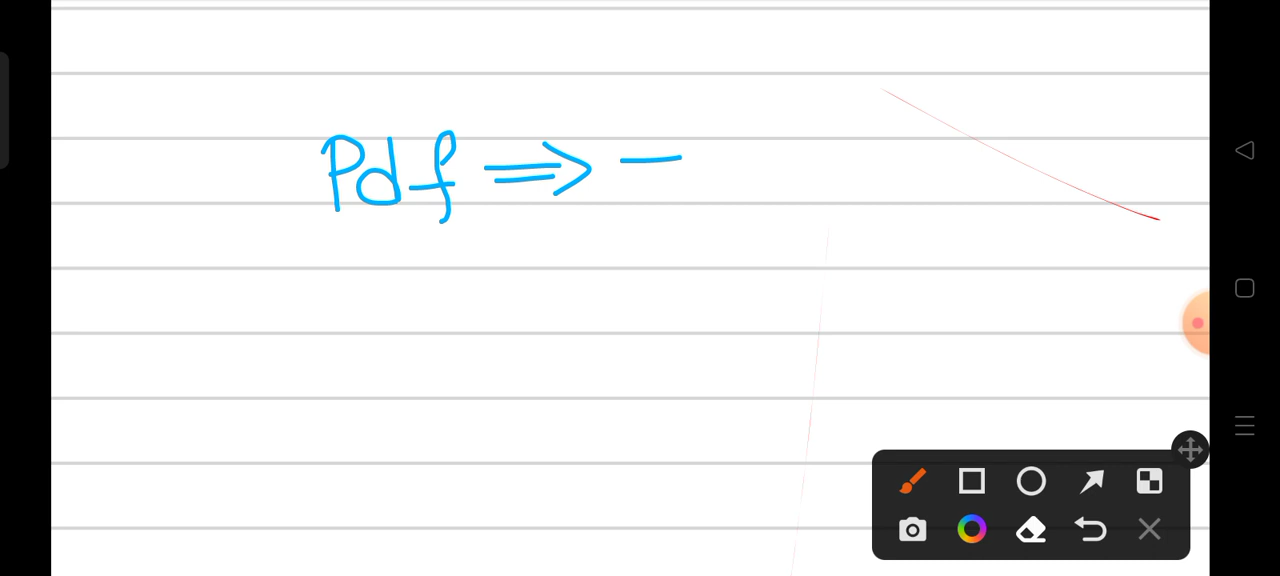 Pdf ⇒ —